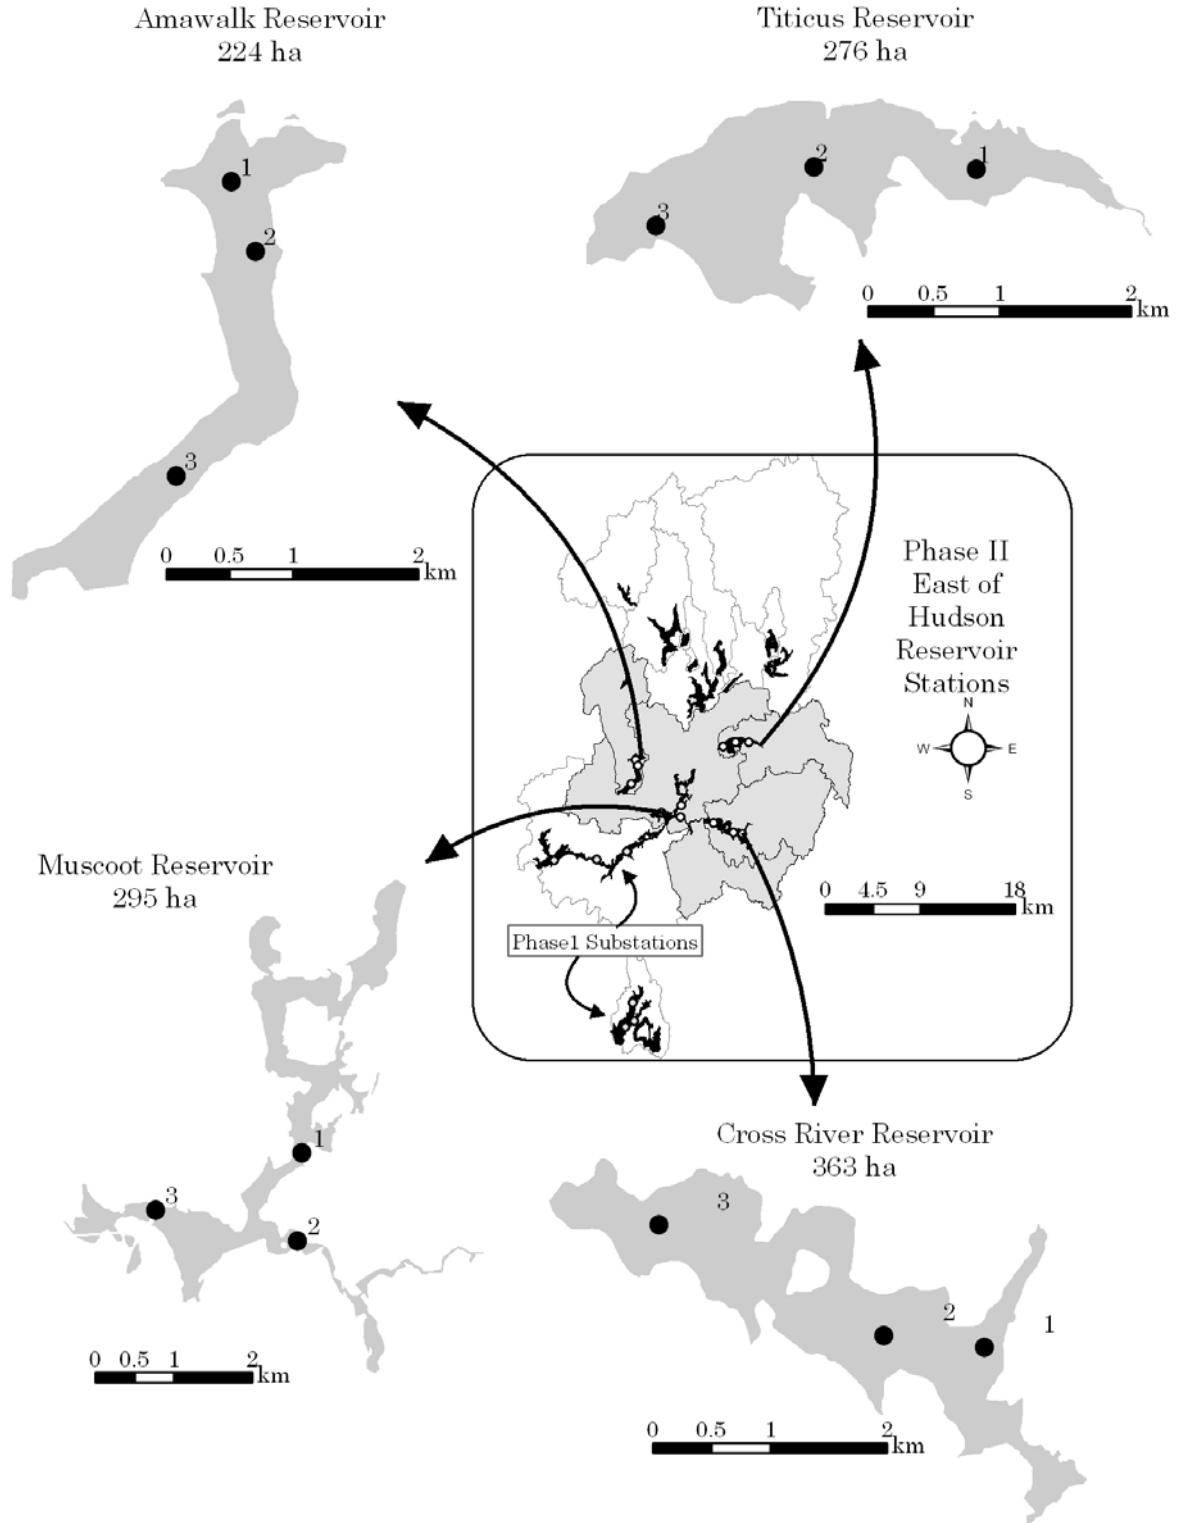 Amawalk Reservoir
224 ha
Titicus Reservoir
276 ha
1
2
3
0 0.5 1 2
km
2
1
3
0 0.5 1 2
km
Phase II
East of
Hudson
Reservoir
Stations
N
W E
S
0 4.5 9 18
km
Phase1 Substations
Muscoot Reservoir
295 ha
1
3
2
0 0.5 1 2
km
Cross River Reservoir
363 ha
3
2
1
0 0.5 1 2
km